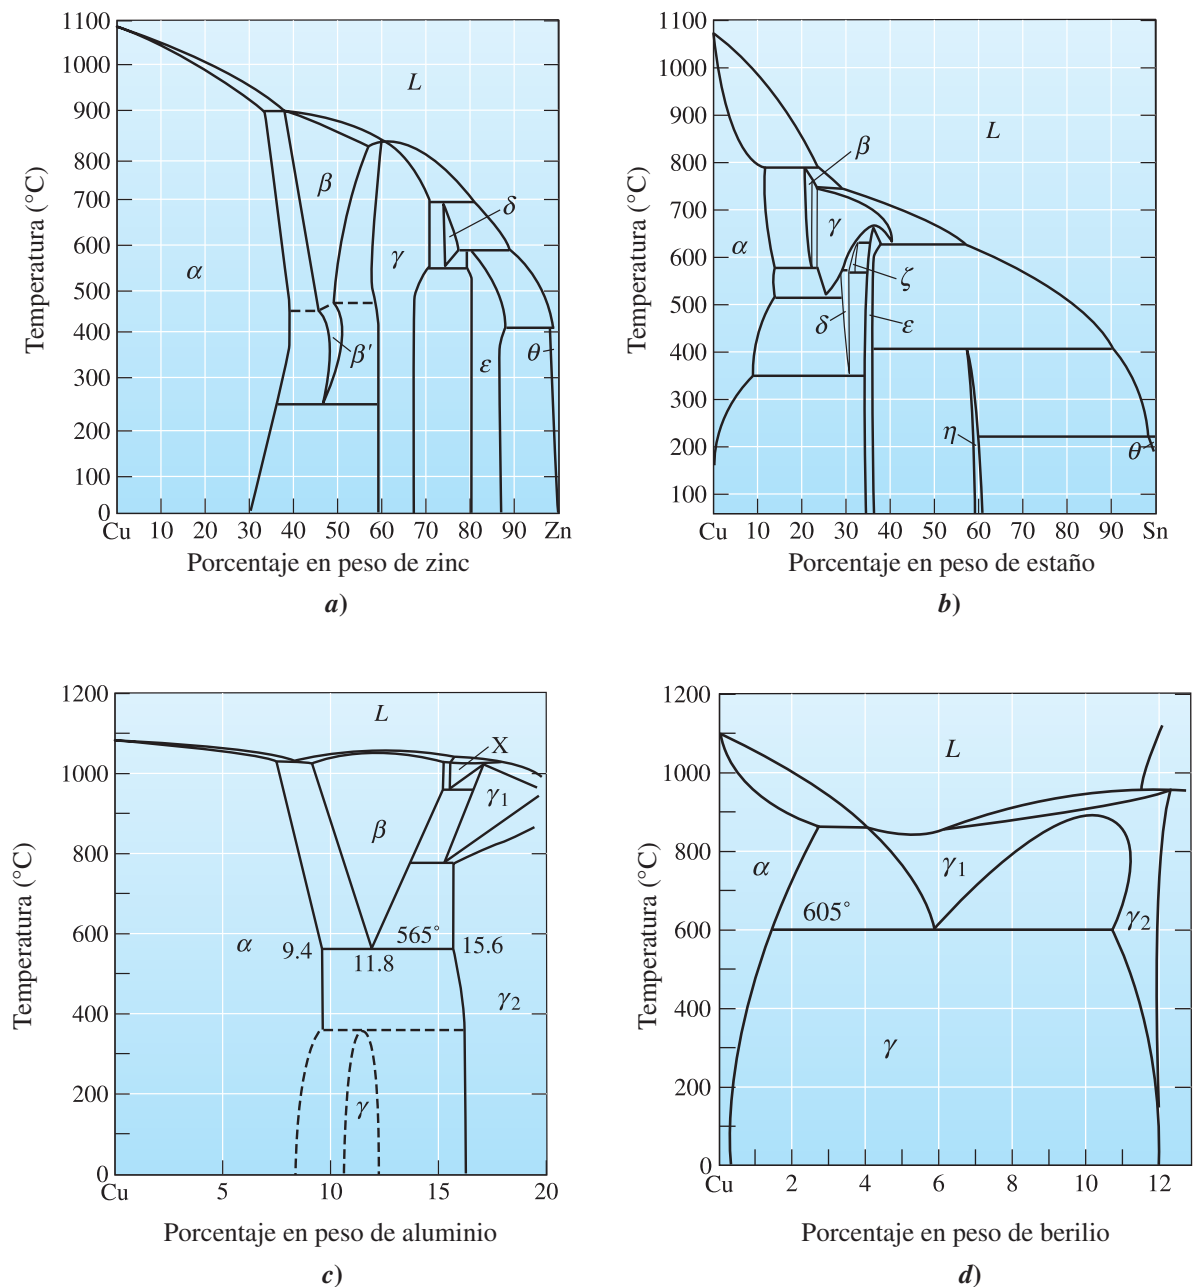 1100
1000
900
800
700
600
500
400
300
200
100
0
Temperatura (°C)
L
β
δ
α
γ
β′
ε
θ
Cu 10 20 30 40 50 60 70 80 90 Zn
Porcentaje en peso de zinc
a)
1100
1000
900
800
700
600
500
400
300
200
100
Temperatura (°C)
L
β
γ
α
ζ
δ
ε
η
θ
Cu 10 20 30 40 50 60 70 80 90 Sn
Porcentaje en peso de estaño
b)
1200
1000
800
600
400
200
0
Temperatura (°C)
L
X
γ1
β
α
565°
9.4
11.8
15.6
γ2
γ
Cu 5 10 15 20
Porcentaje en peso de aluminio
c)
1200
1000
800
600
400
200
0
Temperatura (°C)
L
α
γ1
605°
γ2
γ
Cu 2 4 6 8 10 12
Porcentaje en peso de berilio
d)